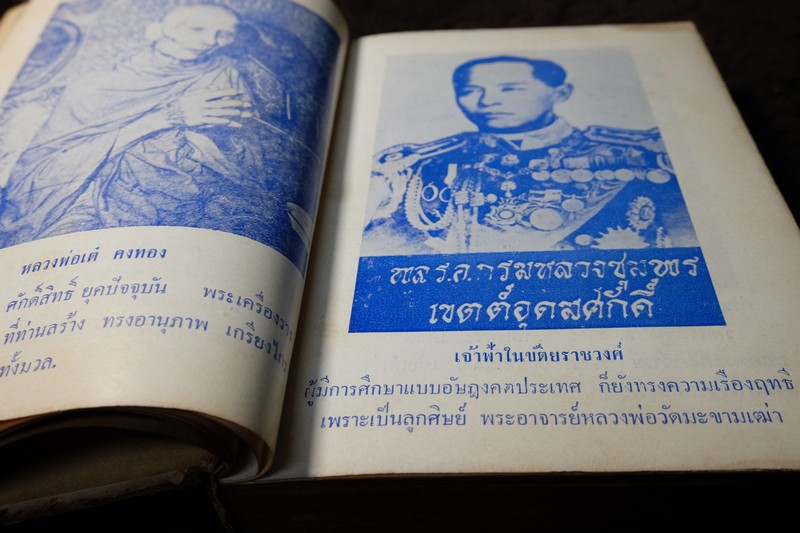 หลวงพ่อเต๋ คงทอง
ศักดิ์สิทธิ์ ยุคปัจจุบัน พระเครื่องราง
ที่ท่านสร้าง ทรงอานุภาพ เกรียงไกร
ทั้งมวล.
พล ร.อ. กรมหลวงชุมพร
เขตต์อุดมศักดิ์
เจ้าฟ้าในขัติยราชวงศ์
ผู้มีการศึกษาแบบอัษฎงคตประเทศ ก็ยังทรงความเรืองฤทธิ์
เพราะเป็นลูกศิษย์ พระอาจารย์หลวงพ่อวัดมะขามเฒ่า